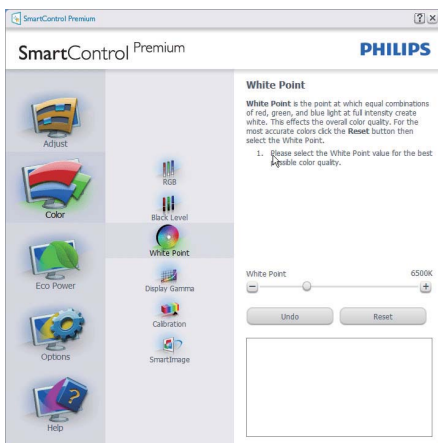 SmartControl Premium
SmartControl Premium
PHILIPS
Adjust
Color
Eco Power
Options
Help
RGB
Black Level
White Point
Display Gamma
Calibration
SmartImage
White Point
White Point is the point at which equal combinations
of red, green, and blue light at full intensity create
white. This effects the overall color quality. For the
most accurate colors click the Reset button then
select the White Point.
1. Please select the White Point value for the best
possible color quality.
White Point 6500K
Undo Reset